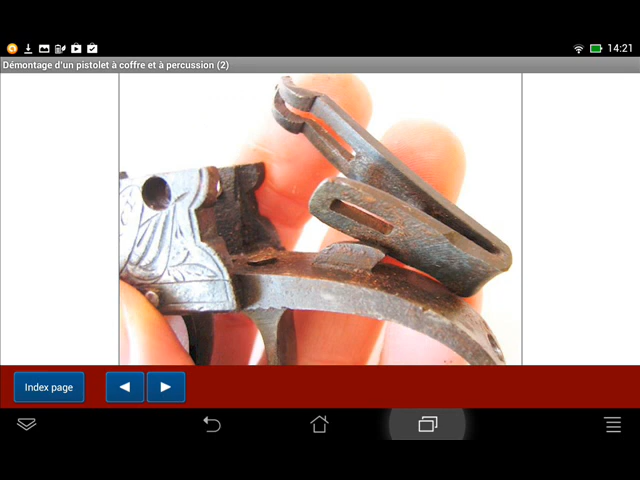 14:21
Démontage d'un pistolet à coffre et à percussion (2)
Index page